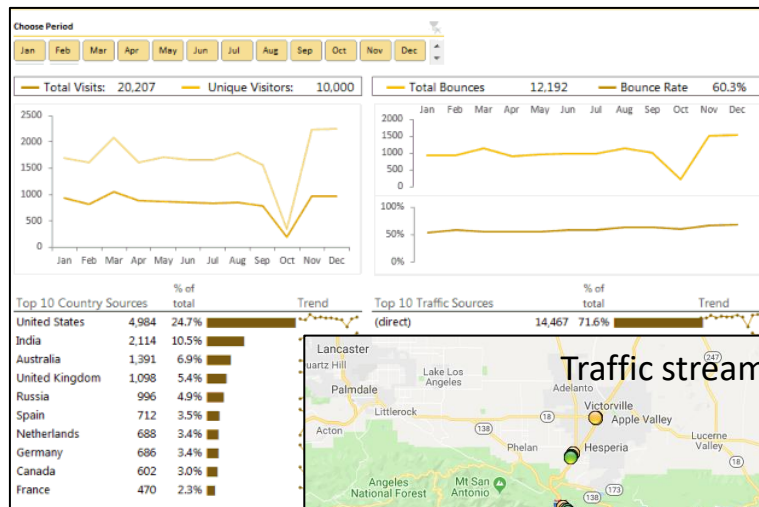 Choose Period
Jan Feb Mar Apr May Jun Jul Aug Sep Oct Nov Dec
Total Visits: 20,207 Unique Visitors: 10,000
Total Bounces 12,192 Bounce Rate 60.3%
2500
2000
1500
1000
500
0
Jan Feb Mar Apr May Jun Jul Aug Sep Oct Nov Dec
Jan Feb Mar Apr May Jun Jul Aug Sep Oct Nov Dec
2000
1500
1000
500
0
100%
50%
0%
Top 10 Country Sources % of total Trend
United States 4,984 24.7%
India 2,114 10.5%
Australia 1,391 6.9%
United Kingdom 1,098 5.4%
Russia 996 4.9%
Spain 712 3.5%
Netherlands 688 3.4%
Germany 686 3.4%
Canada 602 3.0%
France 470 2.3%
Top 10 Traffic Sources % of total Trend
(direct) 14,467 71.6%
Traffic stream
Lancaster
uartz Hill
Palmdale
Lake Los Angeles
Littlerock
Acton
Adelanto
Victorville
Apple Valley
Hesperia
Phelan
Lucerne Valley
Angeles National Forest
Mt San Antonio
247
18
138
18
173
138